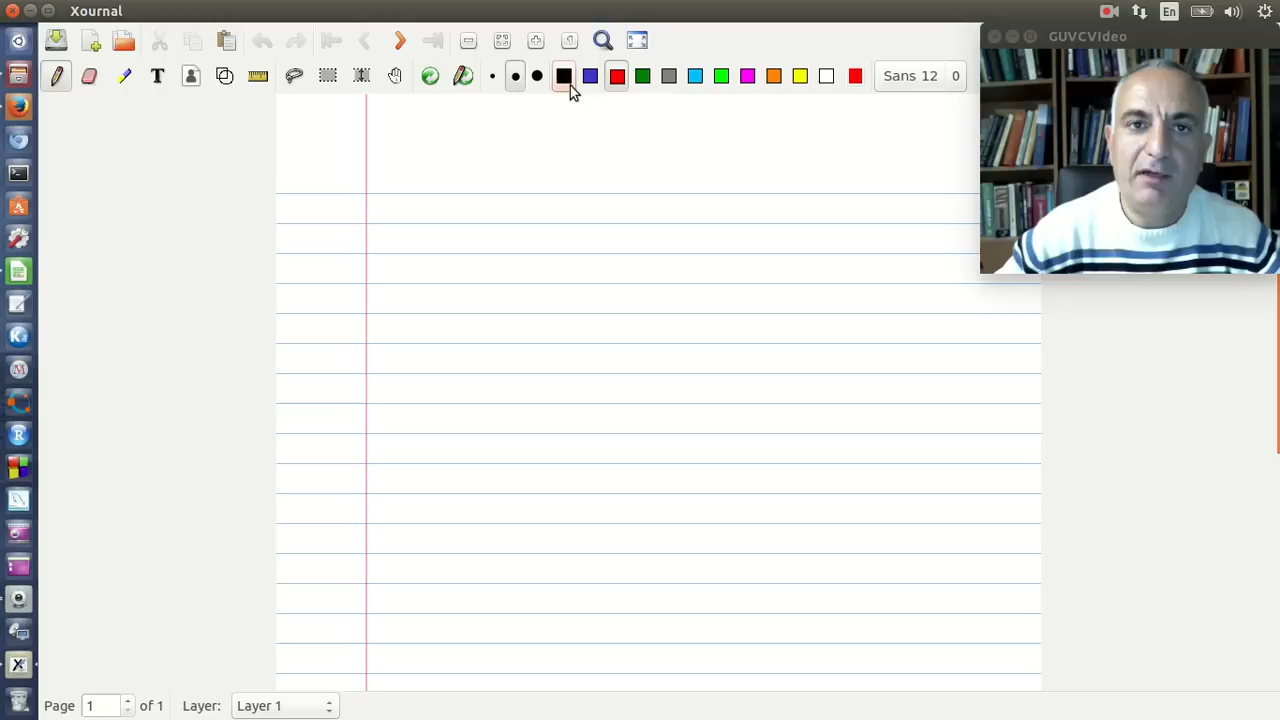 Xournal
En
GUVCVIdeo
T
Sans 12 0
Page 1 of 1 Layer: Layer 1